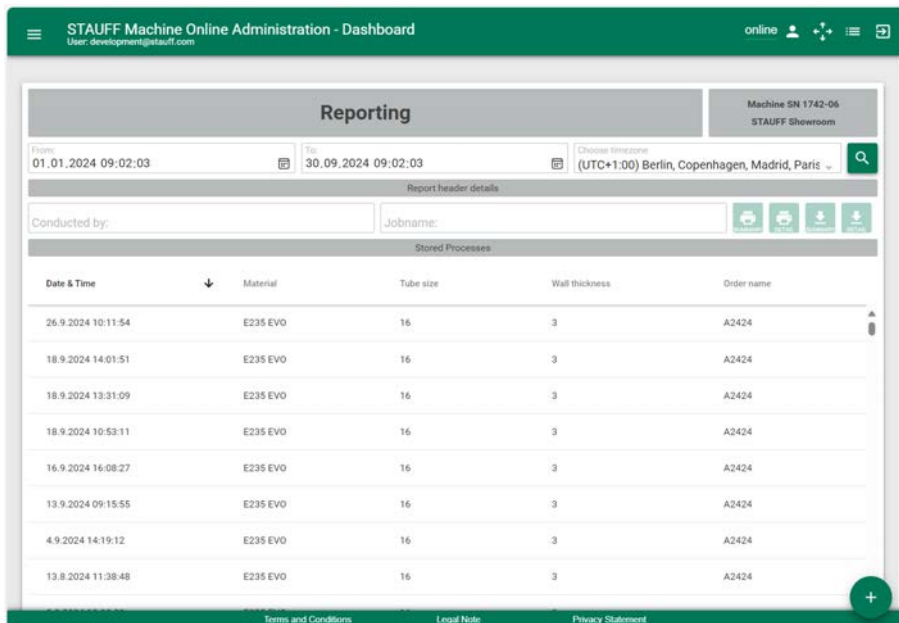 STAUFF Machine Online Administration - Dashboard
User: development@stauff.com
online
Reporting
Machine SN 1742-06
STAUFF Showroom
From:
01.01.2024 09:02:03
To:
30.09.2024 09:02:03
Choose timezone
(UTC+1:00) Berlin, Copenhagen, Madrid, Paris
Report header details
Conducted by:
Jobname:
SUMMARY DETAIL SUMMARY DETAIL
Stored Processes
Date & Time Material Tube size Wall thickness Order name
26.9.2024 10:11:54 E235 EVO 16 3 A2424
18.9.2024 14:01:51 E235 EVO 16 3 A2424
18.9.2024 13:31:09 E235 EVO 16 3 A2424
18.9.2024 10:53:11 E235 EVO 16 3 A2424
16.9.2024 16:08:27 E235 EVO 16 3 A2424
13.9.2024 09:15:55 E235 EVO 16 3 A2424
4.9.2024 14:19:12 E235 EVO 16 3 A2424
13.8.2024 11:38:48 E235 EVO 16 3 A2424
Terms and Conditions Legal Note Privacy Statement